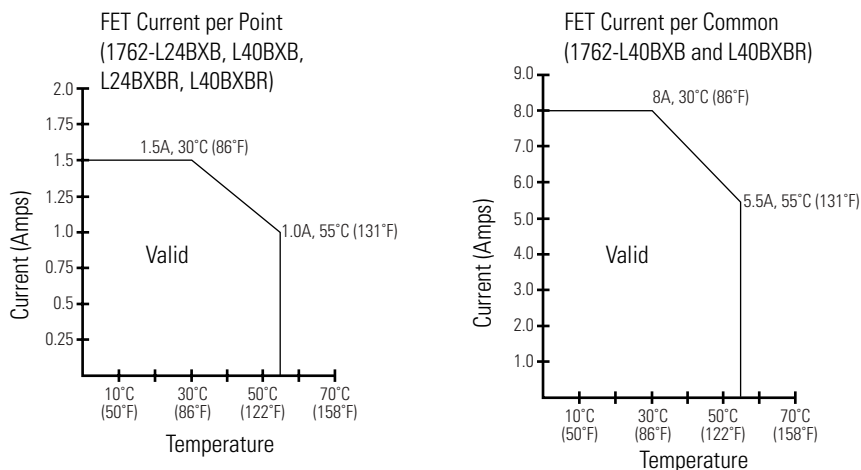 FET Current per Point
(1762-L24BXB, L40BXB,
L24BXBR, L40BXBR)
2.0
1.75
1.5
1.25
1.0
0.75
0.5
0.25
Current (Amps)
1.5A, 30˚C (86˚F)
1.0A, 55˚C (131˚F)
Valid
10˚C
(50˚F)
30˚C
(86˚F)
50˚C
(122˚F)
70˚C
(158˚F)
Temperature
FET Current per Common
(1762-L40BXB and L40BXBR)
9.0
8.0
7.0
6.0
5.0
4.0
3.0
2.0
1.0
Current (Amps)
8A, 30˚C (86˚F)
5.5A, 55˚C (131˚F)
Valid
10˚C
(50˚F)
30˚C
(86˚F)
50˚C
(122˚F)
70˚C
(158˚F)
Temperature